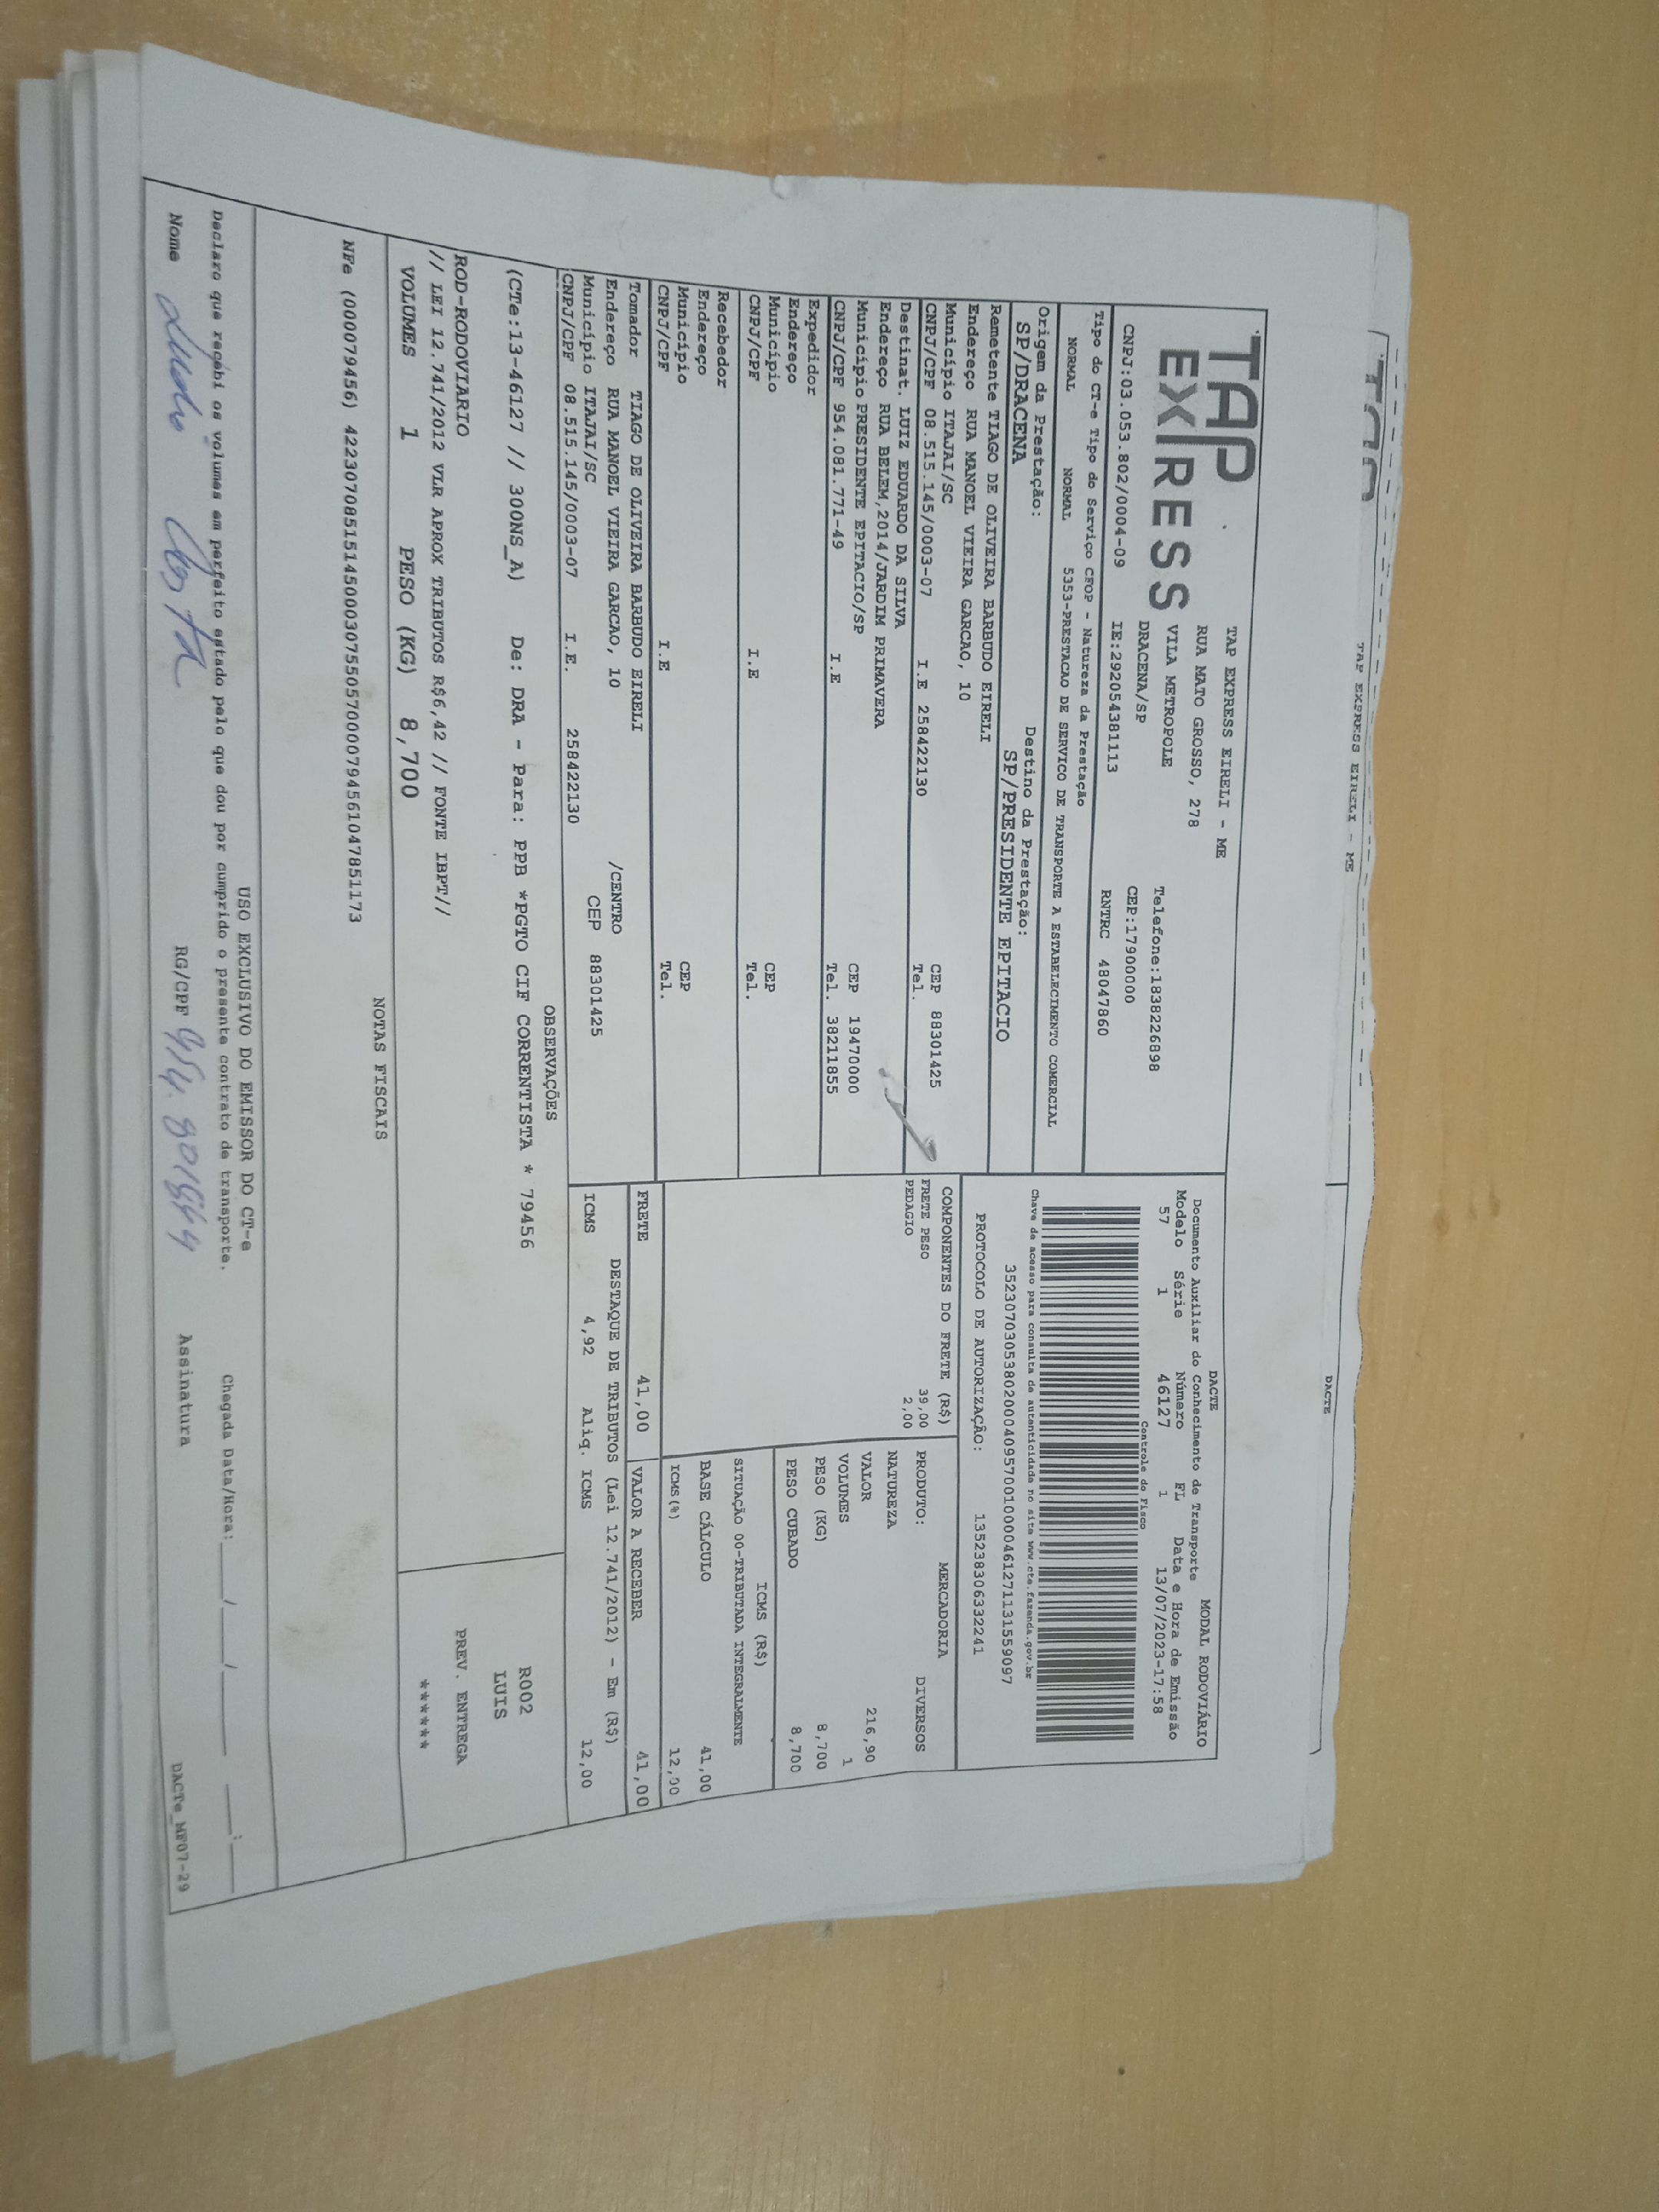 TAP EXPRESS EIRELI - ME
DACTE
TAP EXPRESS
TAP EXPRESS EIRELI - ME
RUA MATO GROSSO, 278
VILA METROPOLE
DRACENA/SP
Telefone:1838226898
CEP:17900000
CNPJ:03.053.802/0004-09 IE:292054381113 RNTRC 48047860
Tipo do CT-e Tipo do Serviço CFOP - Natureza da Prestação
NORMAL NORMAL 5353-PRESTACAO DE SERVICO DE TRANSPORTE A ESTABELECIMENTO COMERCIAL
Origem da Prestação: Destino da Prestação:
SP/DRACENA SP/PRESIDENTE EPITACIO
Remetente TIAGO DE OLIVEIRA BARBUDO EIRELI
Endereço RUA MANOEL VIEIRA GARCAO, 10
Município ITAJAI/SC CEP 88301425
CNPJ/CPF 08.515.145/0003-07 I.E 258422130 Tel.
Destinat. LUIZ EDUARDO DA SILVA
Endereço RUA BELEM,2014/JARDIM PRIMAVERA
Município PRESIDENTE EPITACIO/SP CEP 19470000
CNPJ/CPF 954.081.771-49 I.E Tel. 38211855
Expedidor
Endereço
Município CEP
CNPJ/CPF I.E Tel.
Recebedor
Endereço
Município CEP
CNPJ/CPF I.E Tel.
Tomador TIAGO DE OLIVEIRA BARBUDO EIRELI
Endereço RUA MANOEL VIEIRA GARCAO, 10 /CENTRO
Município ITAJAI/SC CEP 88301425
CNPJ/CPF 08.515.145/0003-07 I.E. 258422130
DACTE
Documento Auxiliar do Conhecimento de Transporte
MODAL RODOVIÁRIO
Modelo Série Número FL Data e Hora de Emissão
57 1 46127 1 13/07/2023-17:58
Controle do Fisco
Chave de acesso para consulta de autenticidade no site www.cte.fazenda.gov.br
35230703053802000409570010000461271131559097
PROTOCOLO DE AUTORIZAÇÃO: 135238306332241
COMPONENTES DO FRETE (R$)
FRETE PESO 39,00
PEDAGIO 2,00
MERCADORIA
PRODUTO: DIVERSOS
NATUREZA
VALOR 216,90
VOLUMES 1
PESO (KG) 8,700
PESO CUBADO 8,700
ICMS (R$)
SITUAÇÃO 00-TRIBUTADA INTEGRALMENTE
BASE CÁLCULO 41,00
ICMS(%) 12,00
FRETE 41,00 VALOR A RECEBER 41,00
DESTAQUE DE TRIBUTOS (Lei 12.741/2012) - Em (R$)
ICMS 4,92 Aliq. ICMS 12,00
OBSERVAÇÕES
(CTe:13-46127 // 300NS_A) De: DRA - Para: PPB *PGTO CIF CORRENTISTA * 79456
R002
LUIS
ROD-RODOVIARIO
// LEI 12.741/2012 VLR APROX TRIBUTOS R$6,42 // FONTE IBPT//
PREV. ENTREGA
******
VOLUMES 1 PESO (KG) 8,700
NOTAS FISCAIS
NFe (000079456) 42230708515145000307550570000794561047851173
USO EXCLUSIVO DO EMISSOR DO CT-e
Declaro que recebi os volumes em perfeito estado pelo que dou por cumprido o presente contrato de transporte. Chegada Data/Hora: ___/___/___ ___:___
Nome Costa RG/CPF Assinatura
DACTe_MF07-29